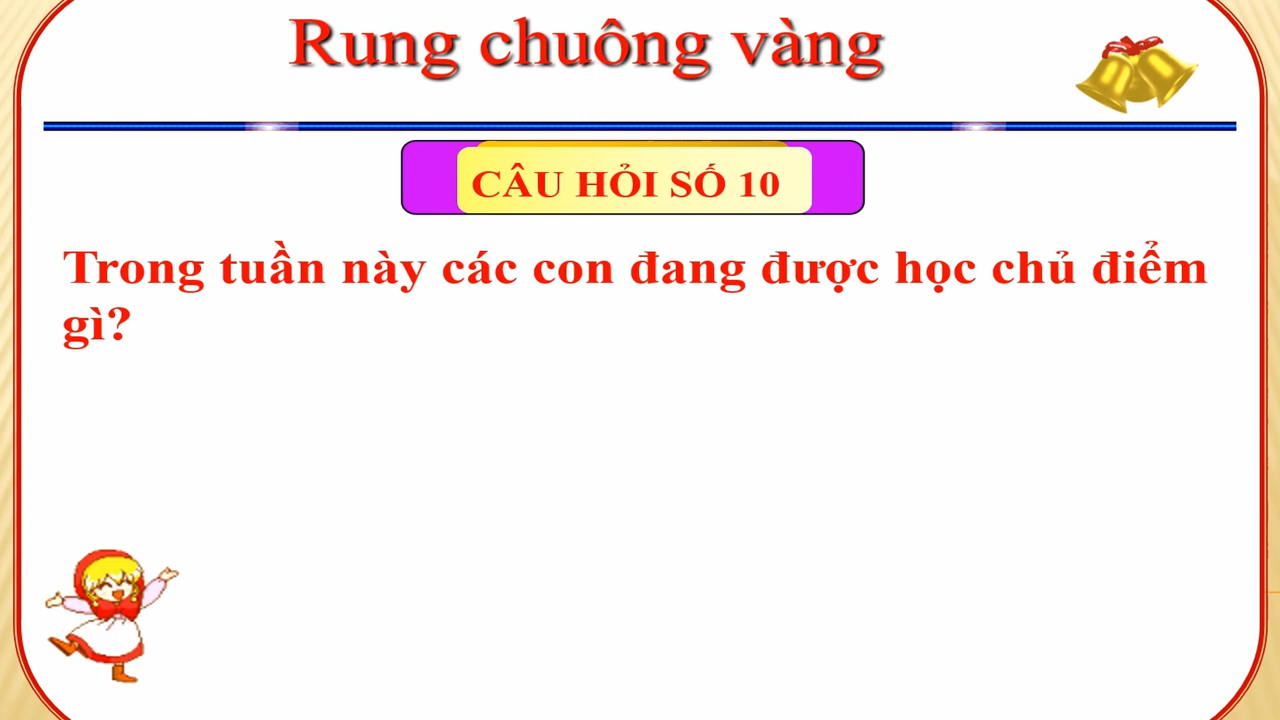 Rung chuông vàng
CÂU HỎI SỐ 10
Trong tuần này các con đang được học chủ điểm
gì?